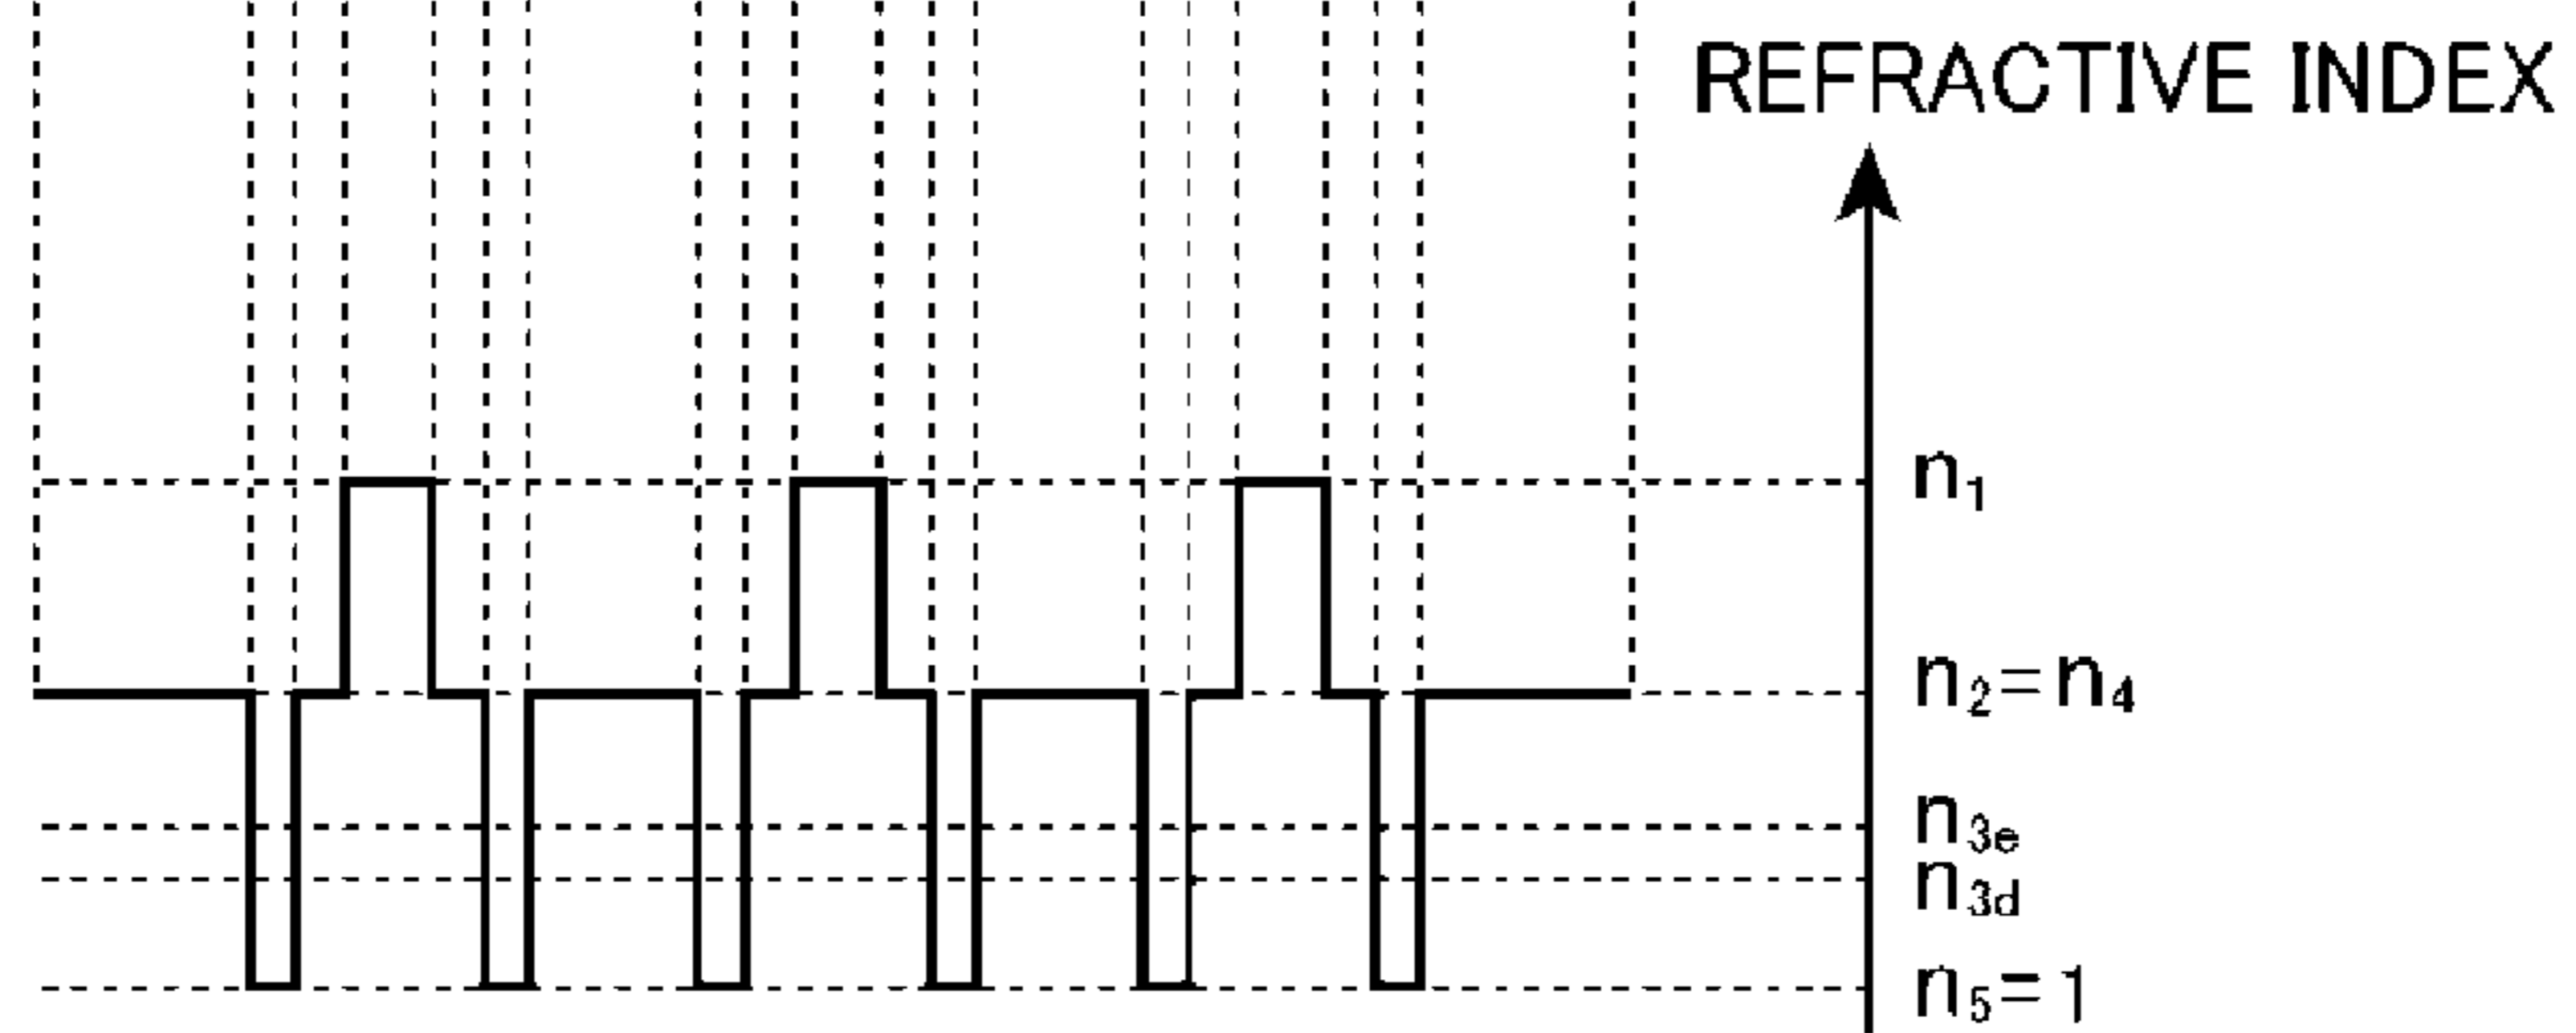 REFRACTIVE INDEX
n₁
n₂=n₄
n₃ₑ
n₃d
n₅=1